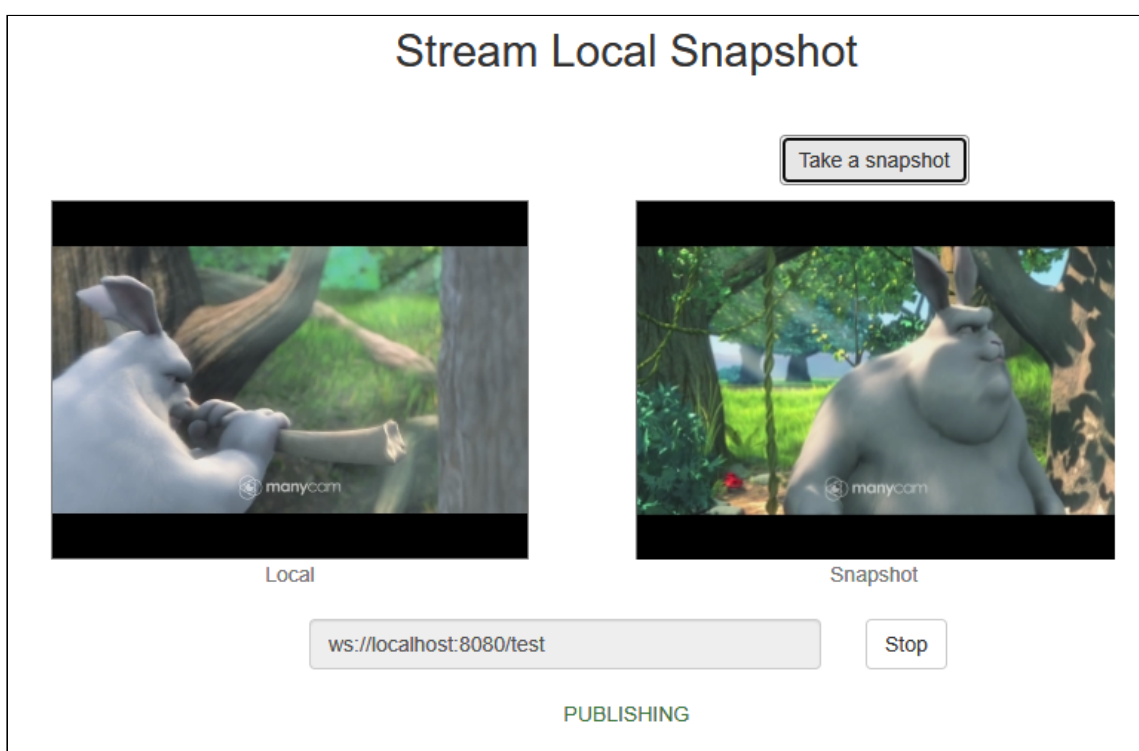 Stream Local Snapshot
Take a snapshot
manycam
manycam
Local
Snapshot
ws://localhost:8080/test
Stop
PUBLISHING